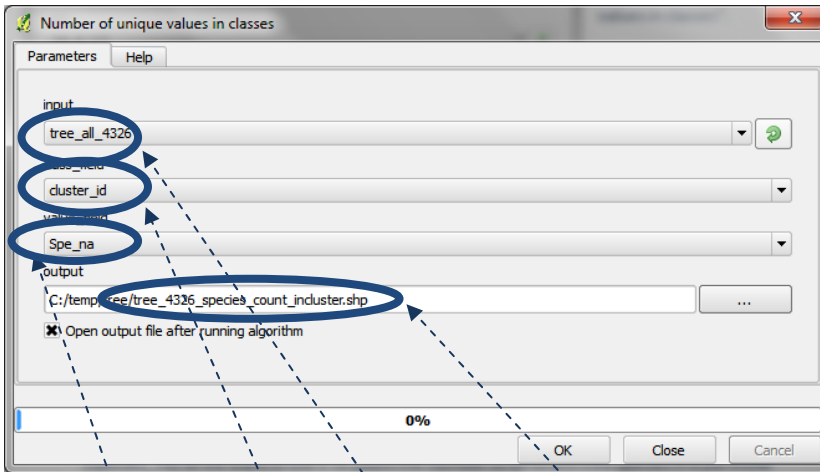 Number of unique values in classes
Parameters Help
input
tree_all_4326
cluster_id
Spe_na
output
C:/temp/tree/tree_4326_species_count_incluster.shp
...
Open output file after running algorithm
0%
OK Close Cancel